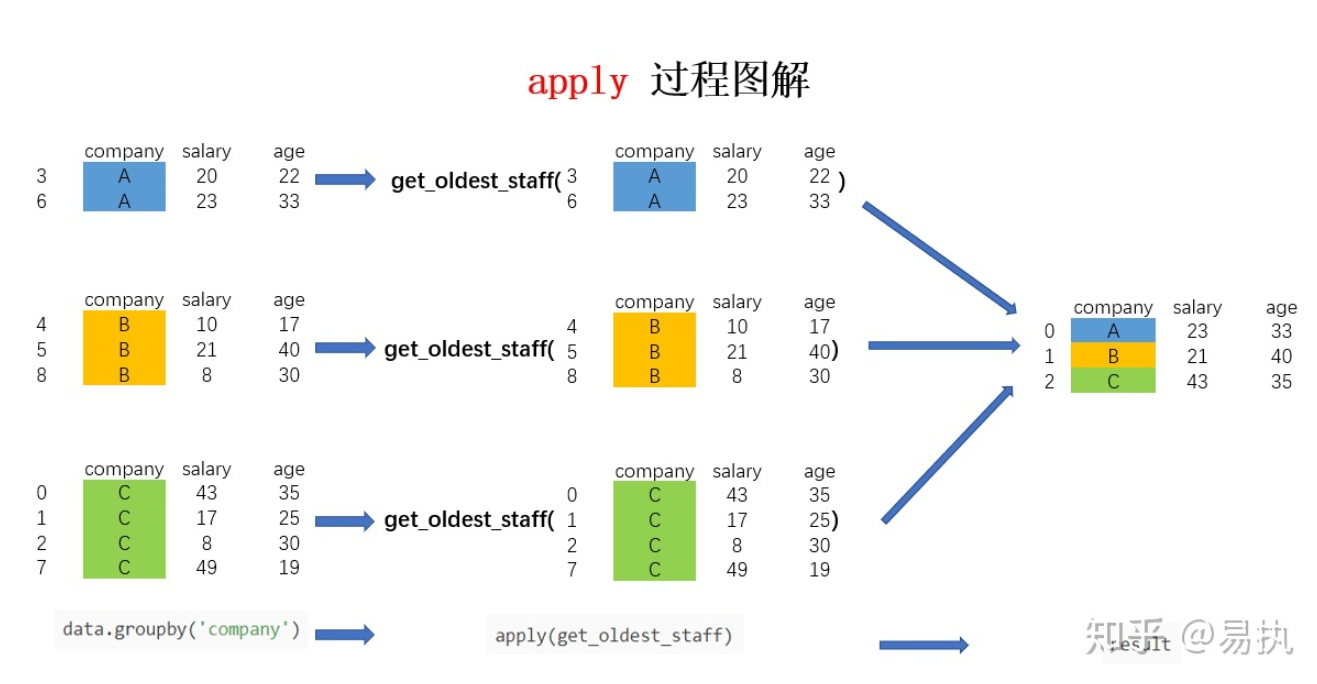 apply 过程图解
company salary age
3 A 20 22
6 A 23 33
get_oldest_staff(
company salary age
3 A 20 22 )
6 A 23 33
company salary age
4 B 10 17
5 B 21 40
8 B 8 30
get_oldest_staff(
company salary age
4 B 10 17
5 B 21 40)
8 B 8 30
company salary age
0 A 23 33
1 B 21 40
2 C 43 35
company salary age
0 C 43 35
1 C 17 25
2 C 8 30
7 C 49 19
get_oldest_staff(
company salary age
0 C 43 35
1 C 17 25)
2 C 8 30
7 C 49 19
data.groupby('company')
apply(get_oldest_staff)
result
知乎 @易执